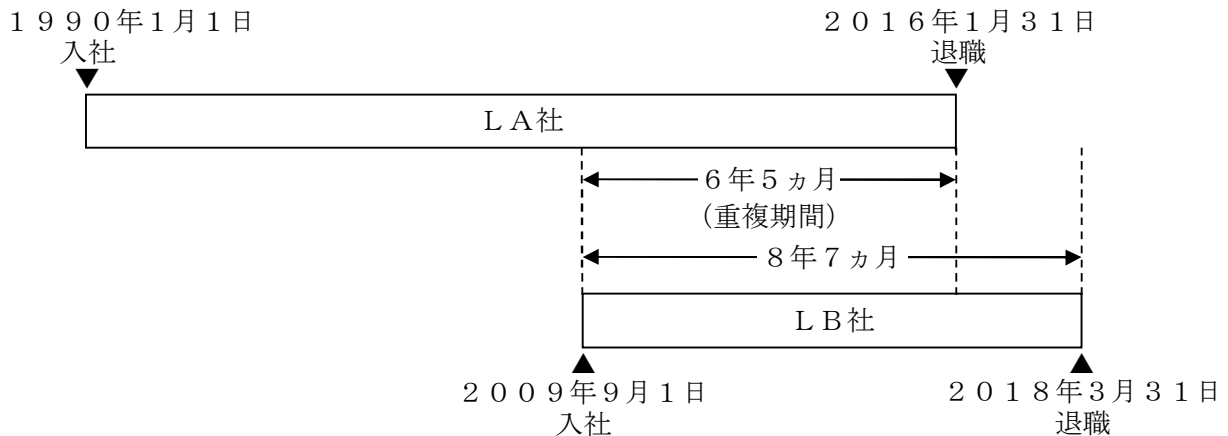 １９９０年１月１日
入社
２０１６年１月３１日
退職
ＬＡ社
６年５ヵ月
（重複期間）
８年７ヵ月
ＬＢ社
２００９年９月１日
入社
２０１８年３月３１日
退職